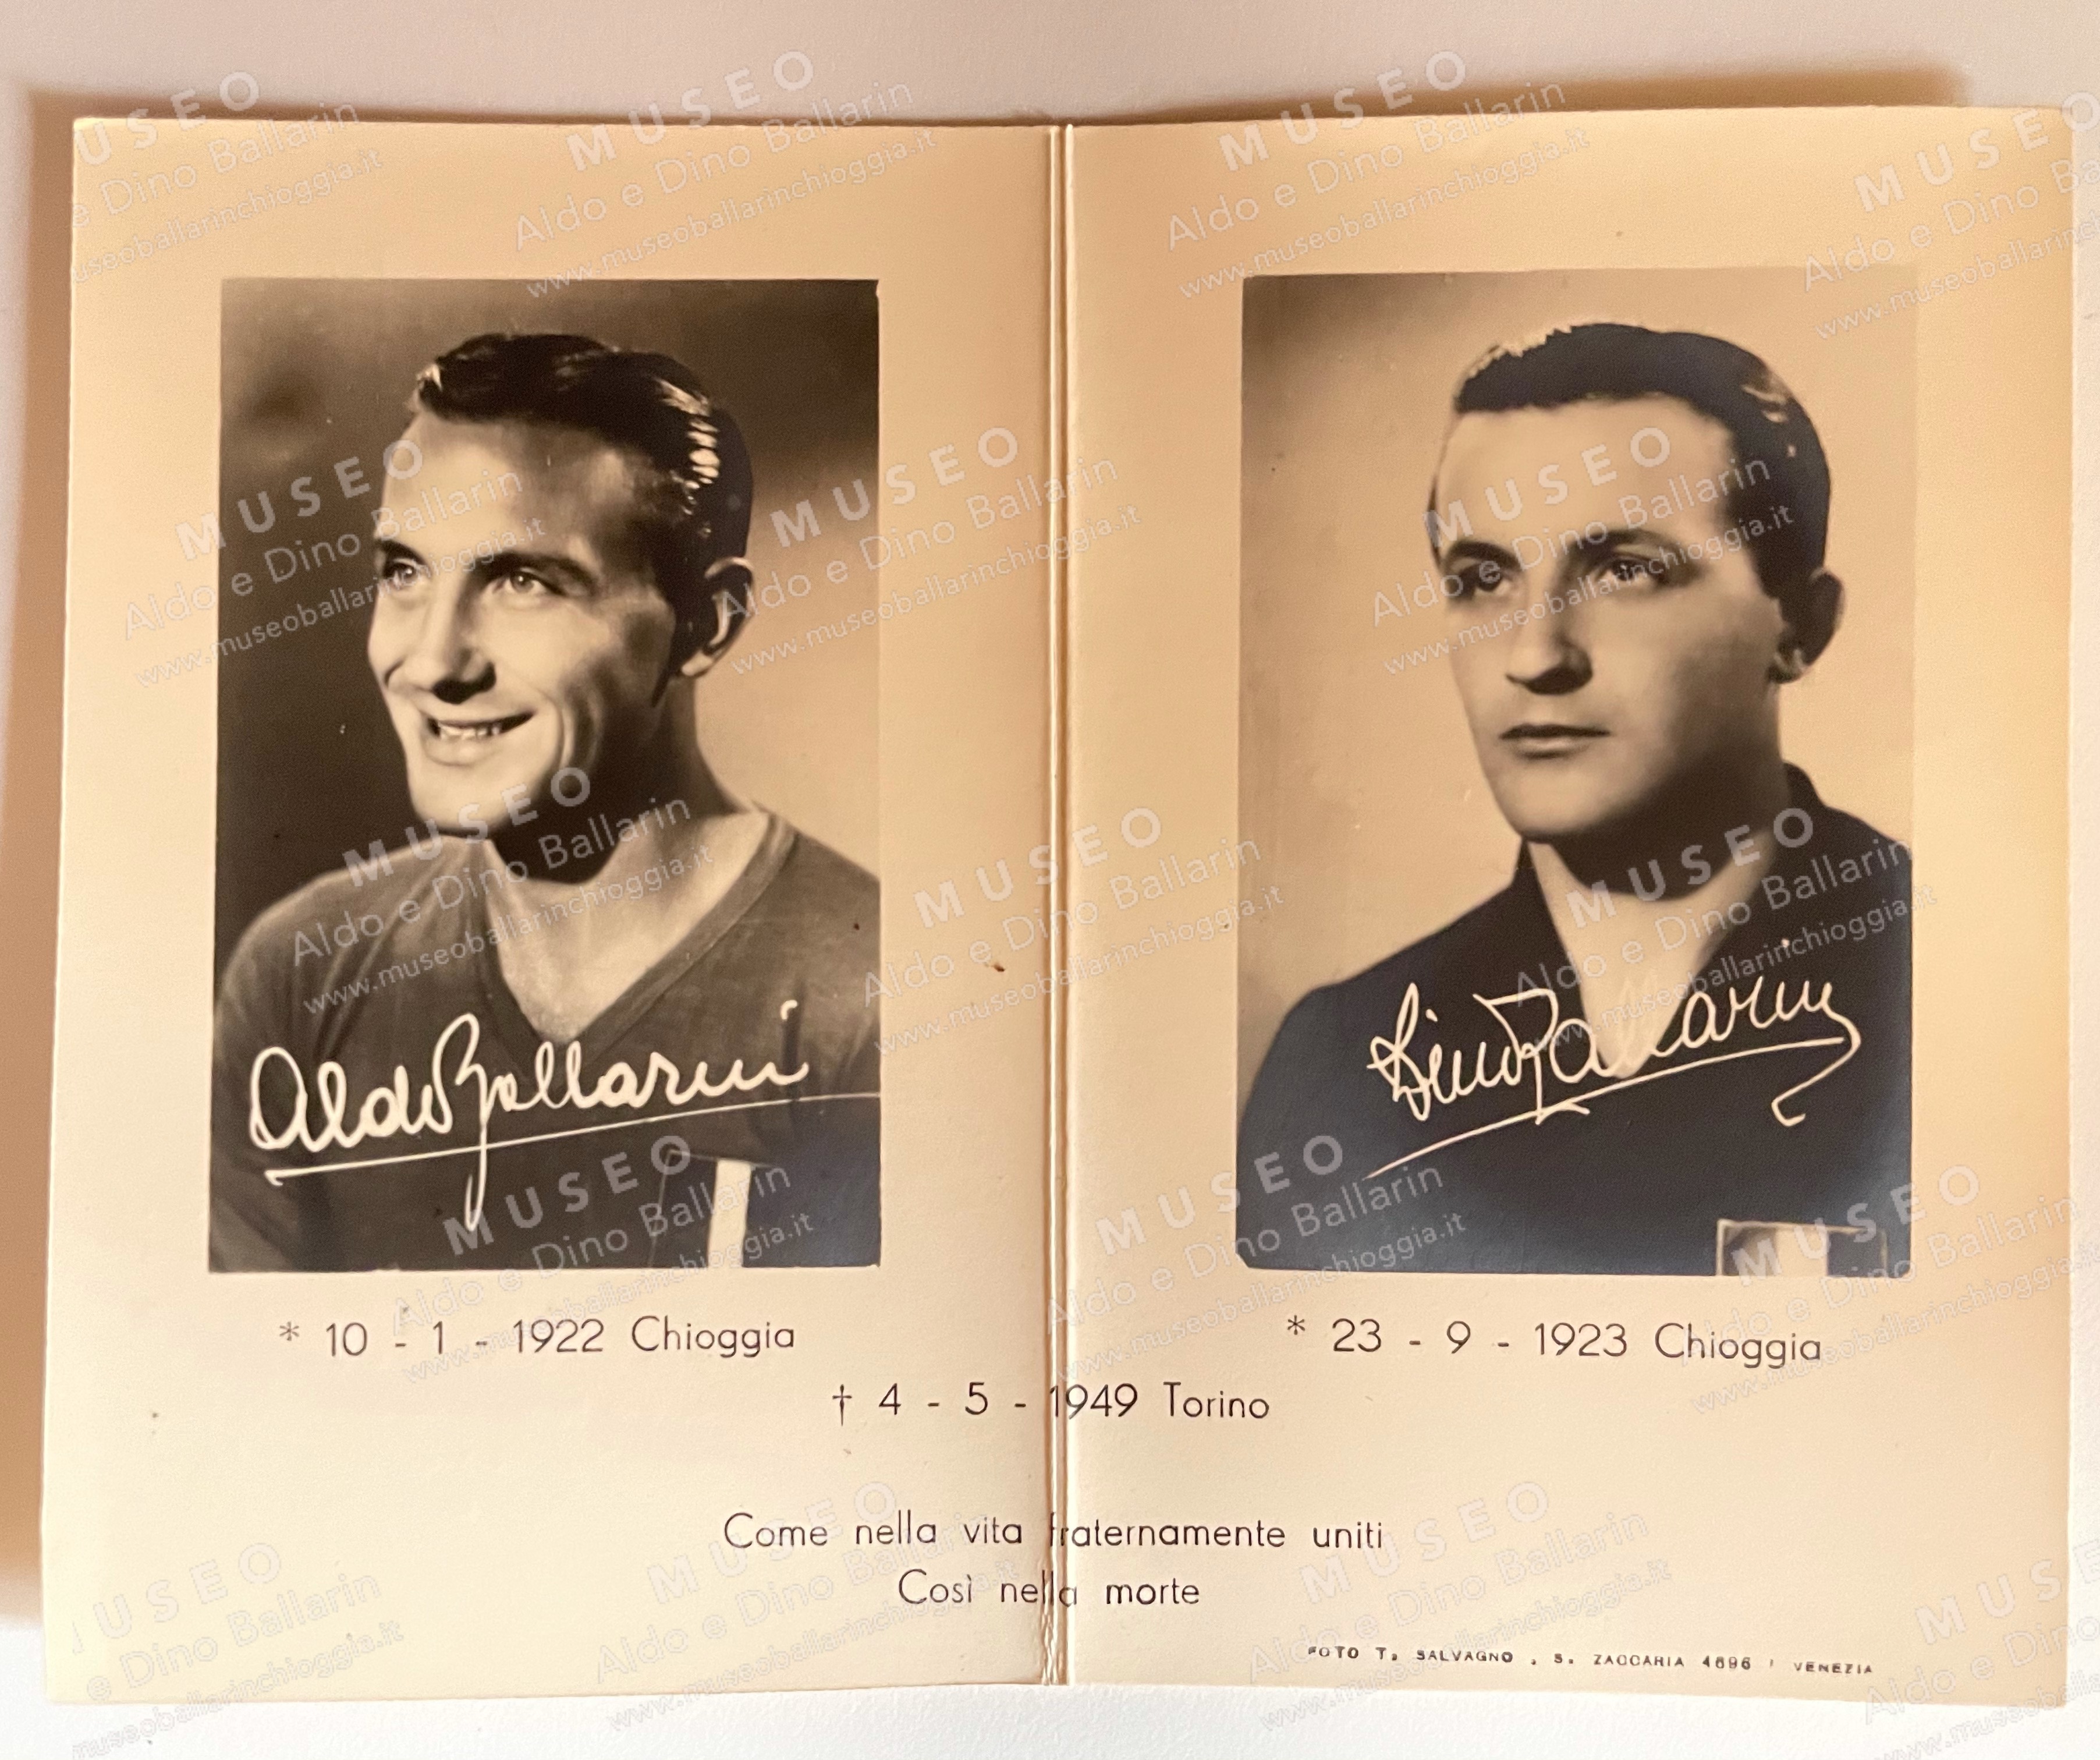 Aldo Ballarin
Dino Ballarin
* 10 - 1 - 1922 Chioggia
* 23 - 9 - 1923 Chioggia
† 4 - 5 - 1949 Torino
Come nella vita fraternamente uniti
Così nella morte
FOTO T. SALVAGNO , S. ZACCARIA 4896 , VENEZIA
MUSEO
Aldo e Dino Ballarin
www.museoballarinchioggia.it